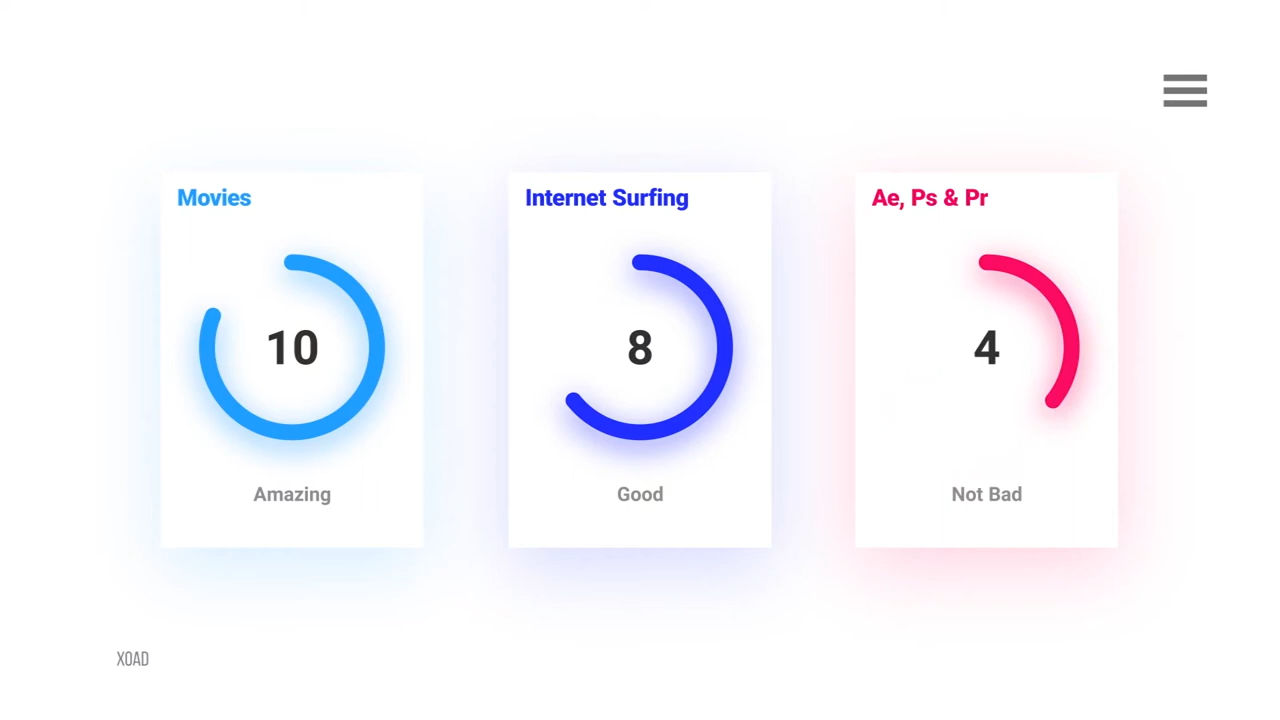 Movies
Internet Surfing
Ae, Ps & Pr
10
8
4
Amazing
Good
Not Bad
XOAD